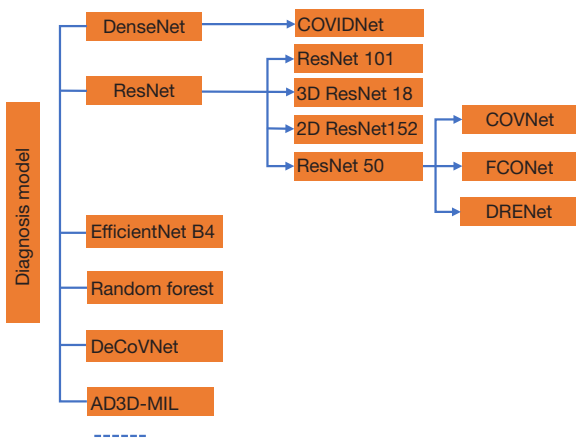 Diagnosis model
DenseNet
COVIDNet
ResNet
ResNet 101
3D ResNet 18
2D ResNet152
ResNet 50
COVNet
FCONet
DRENet
EfficientNet B4
Random forest
DeCoVNet
AD3D-MIL